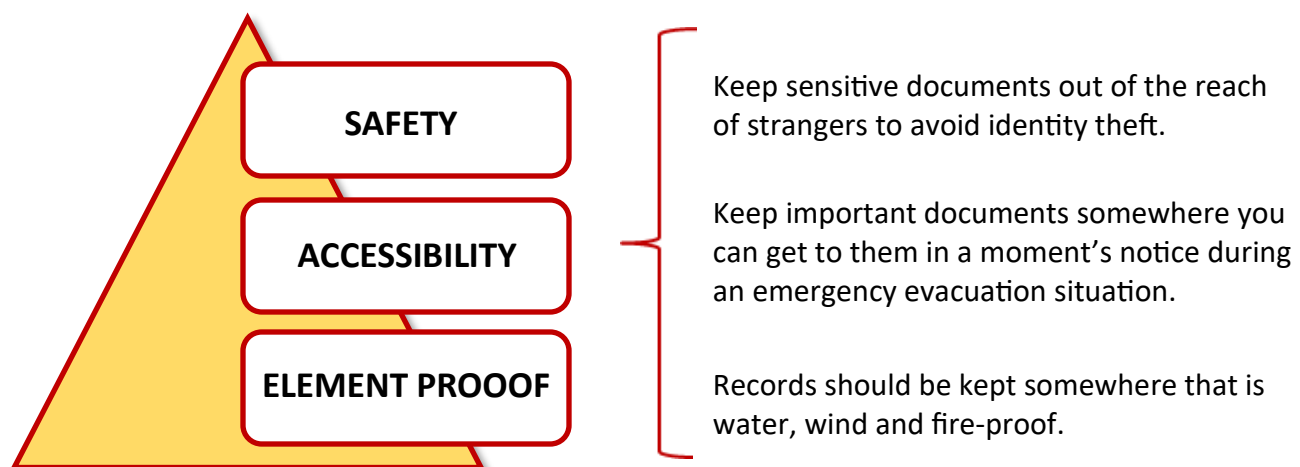 SAFETY
Keep sensitive documents out of the reach
of strangers to avoid identity theft.
ACCESSIBILITY
Keep important documents somewhere you
can get to them in a moment’s notice during
an emergency evacuation situation.
ELEMENT PROOOF
Records should be kept somewhere that is
water, wind and fire-proof.